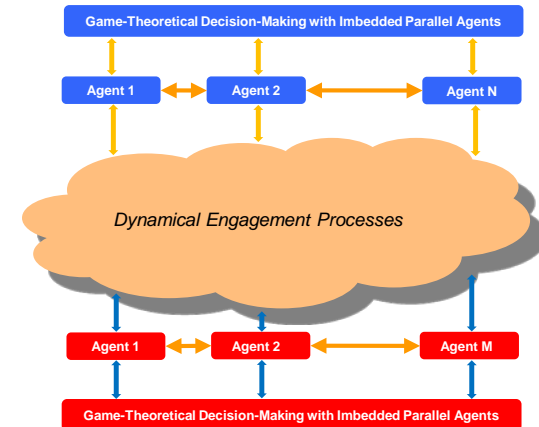 Game-Theoretical Decision-Making with Imbedded Parallel Agents
Agent 1
Agent 2
Agent N
Dynamical Engagement Processes
Agent 1
Agent 2
Agent M
Game-Theoretical Decision-Making with Imbedded Parallel Agents